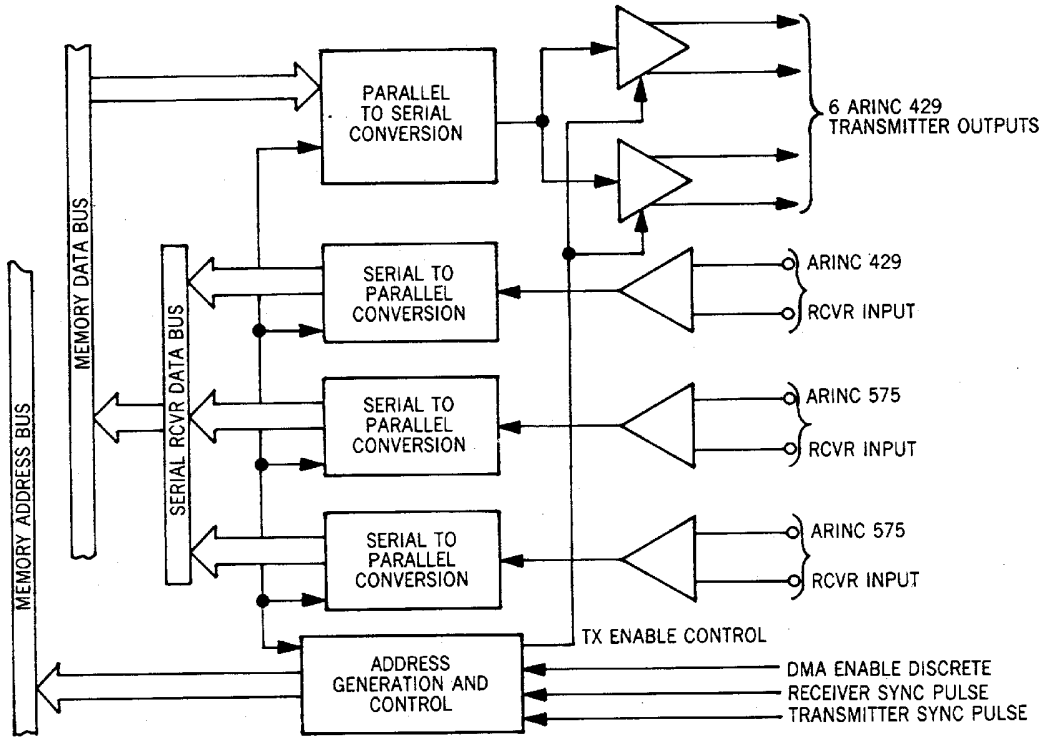 PARALLEL
TO SERIAL
CONVERSION
6 ARINC 429
TRANSMITTER OUTPUTS
MEMORY DATA BUS
MEMORY ADDRESS BUS
SERIAL RCVR DATA BUS
SERIAL TO
PARALLEL
CONVERSION
ARINC 429
RCVR INPUT
SERIAL TO
PARALLEL
CONVERSION
ARINC 575
RCVR INPUT
SERIAL TO
PARALLEL
CONVERSION
ARINC 575
RCVR INPUT
TX ENABLE CONTROL
ADDRESS
GENERATION AND
CONTROL
DMA ENABLE DISCRETE
RECEIVER SYNC PULSE
TRANSMITTER SYNC PULSE